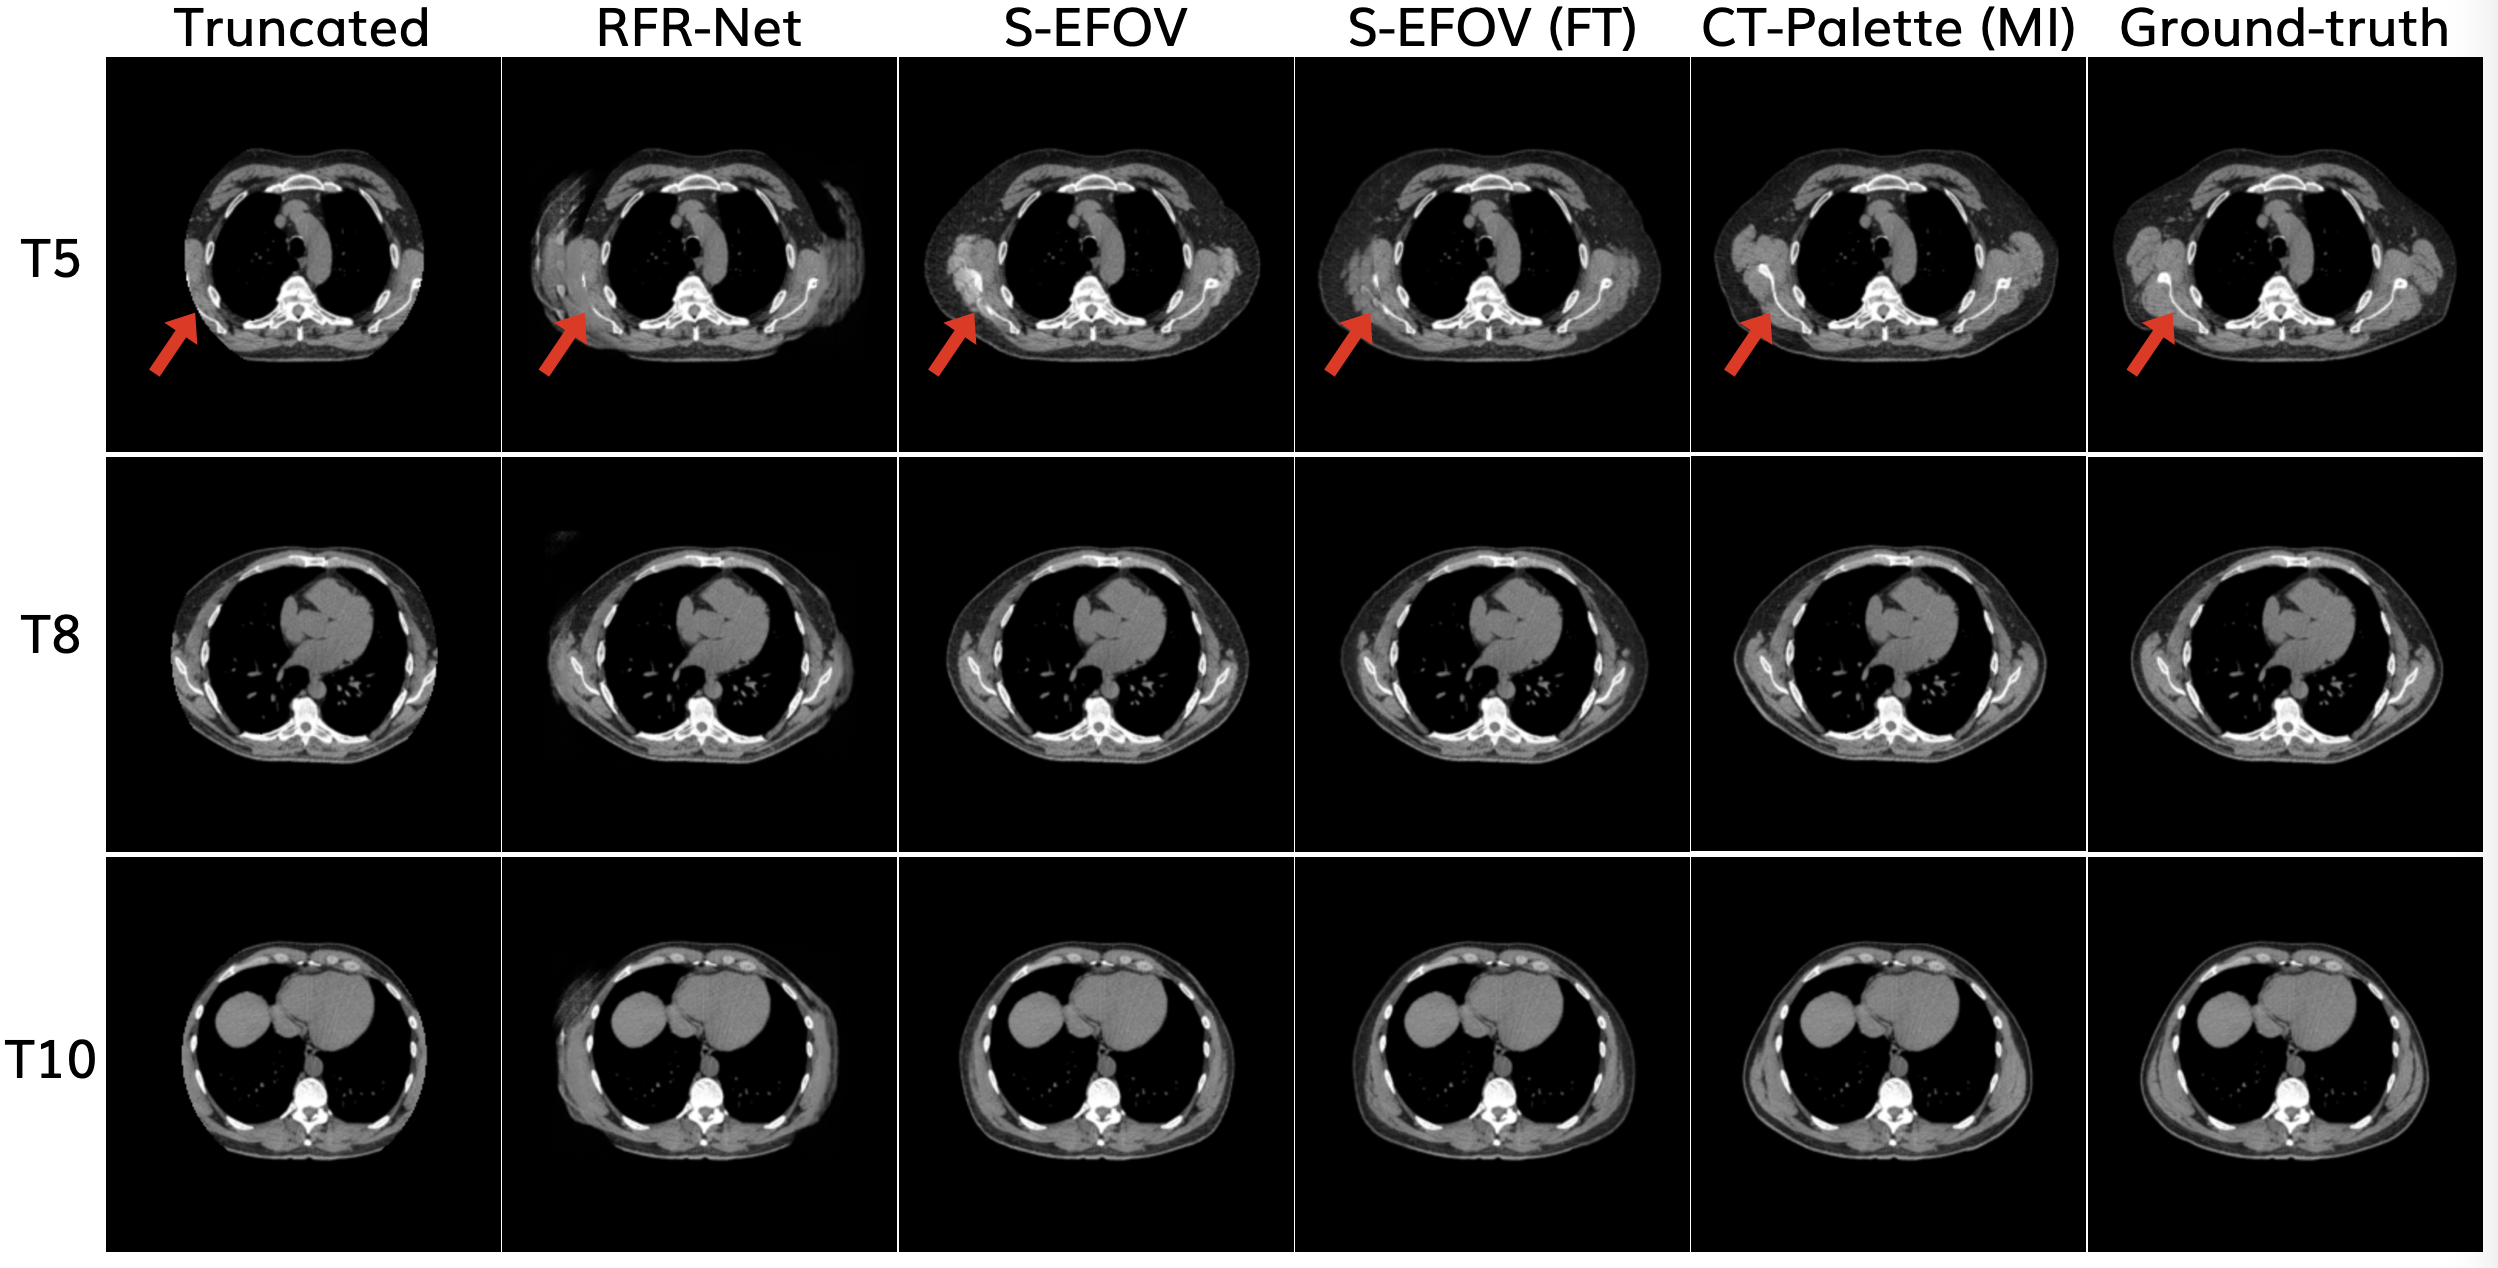 Truncated RFR-Net S-EFOV S-EFOV (FT) CT-Palette (MI) Ground-truth
T5
T8
T10